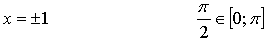 x = ±1    π/2 ∈ [0; π]